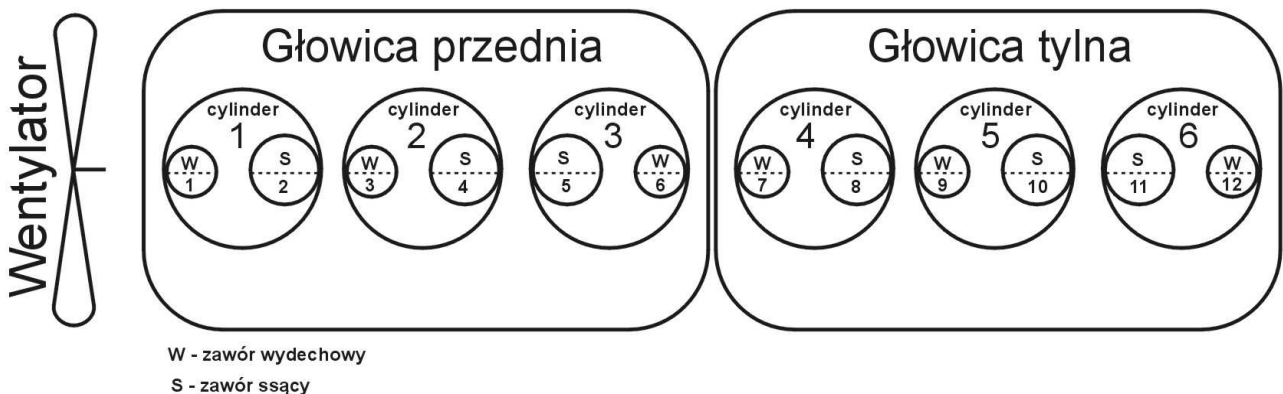 Wentylator
Głowica przednia
cylinder
1
W
1
S
2
cylinder
2
W
3
S
4
cylinder
3
S
5
W
6
Głowica tylna
cylinder
4
W
7
S
8
cylinder
5
W
9
S
10
cylinder
6
S
11
W
12
W - zawór wydechowy
S - zawór ssący